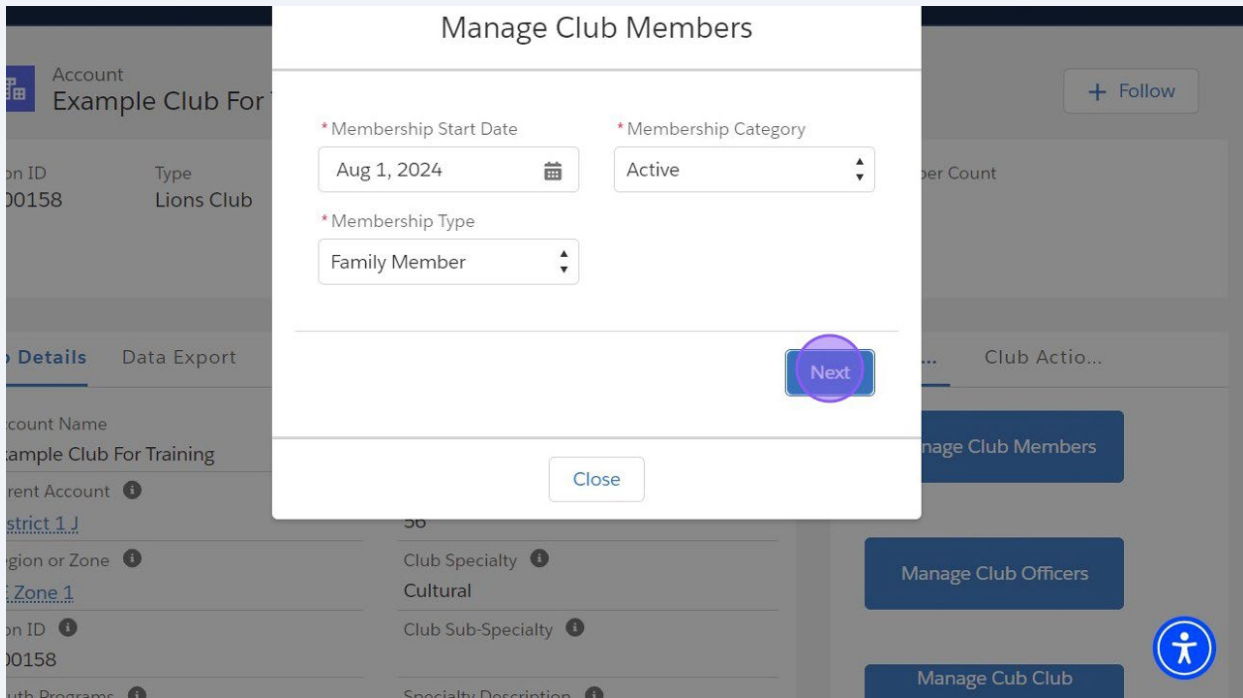 Manage Club Members
Account
Example Club For
+ Follow
* Membership Start Date
* Membership Category
Aug 1, 2024
Active
on ID
Type
per Count
00158
Lions Club
* Membership Type
Family Member
Details
Data Export
Next
...
Club Actio...
count Name
ample Club For Training
nage Club Members
rent Account
Close
strict 1 J
56
egion or Zone
Club Specialty
Zone 1
Cultural
Manage Club Officers
on ID
Club Sub-Specialty
00158
uth Programs
Specialty Description
Manage Cub Club